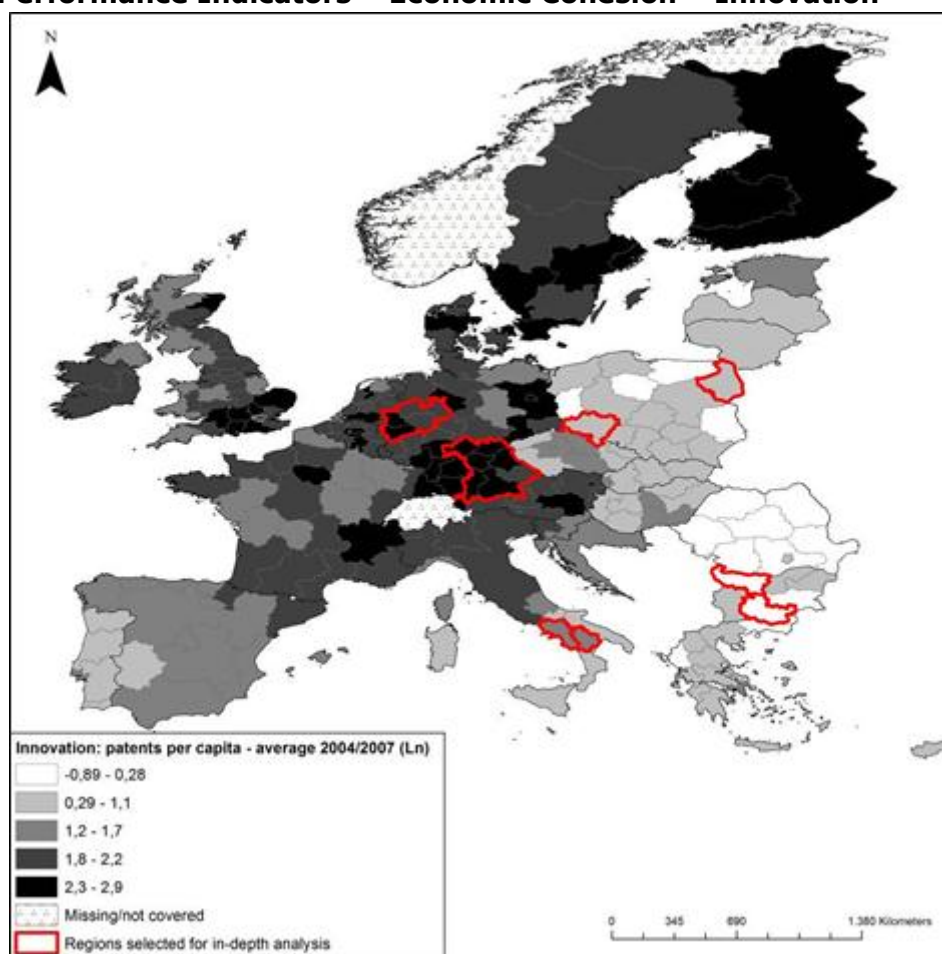 Performance Indicators – Economic Cohesion – Innovation
N
Innovation: patents per capita - average 2004/2007 (Ln)
-0,89 - 0,28
0,29 - 1,1
1,2 - 1,7
1,8 - 2,2
2,3 - 2,9
Missing/not covered
Regions selected for in-depth analysis
0 345 690 1.380 Kilometers